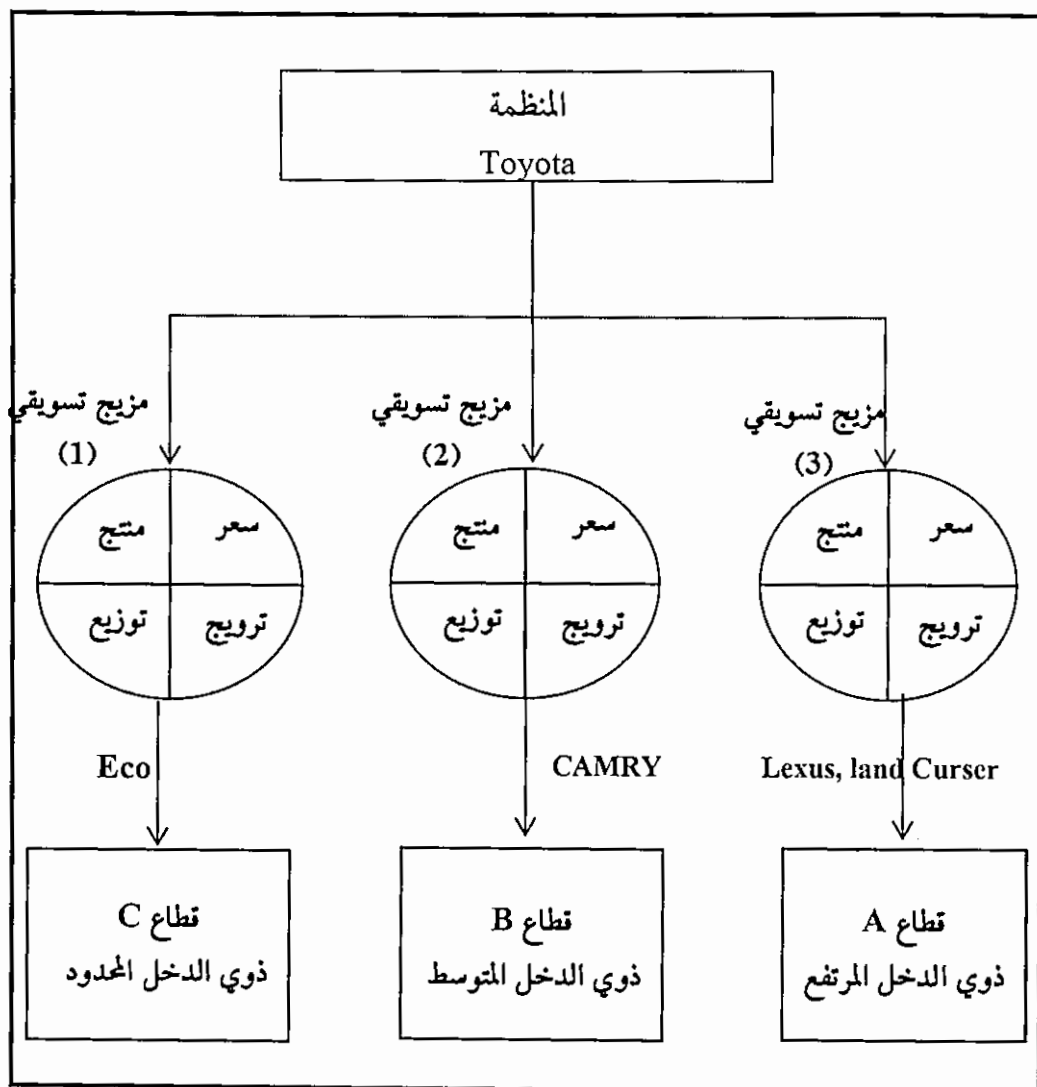 المنظمة
Toyota
مزيج تسويقي
(3)
مزيج تسويقي
(2)
مزيج تسويقي
(1)
سعر
منتج
ترويج
توزيع
سعر
منتج
ترويج
توزيع
سعر
منتج
ترويج
توزيع
Lexus, land Curser
CAMRY
Eco
قطاع A
ذوي الدخل المرتفع
قطاع B
ذوي الدخل المتوسط
قطاع C
ذوي الدخل المحدود